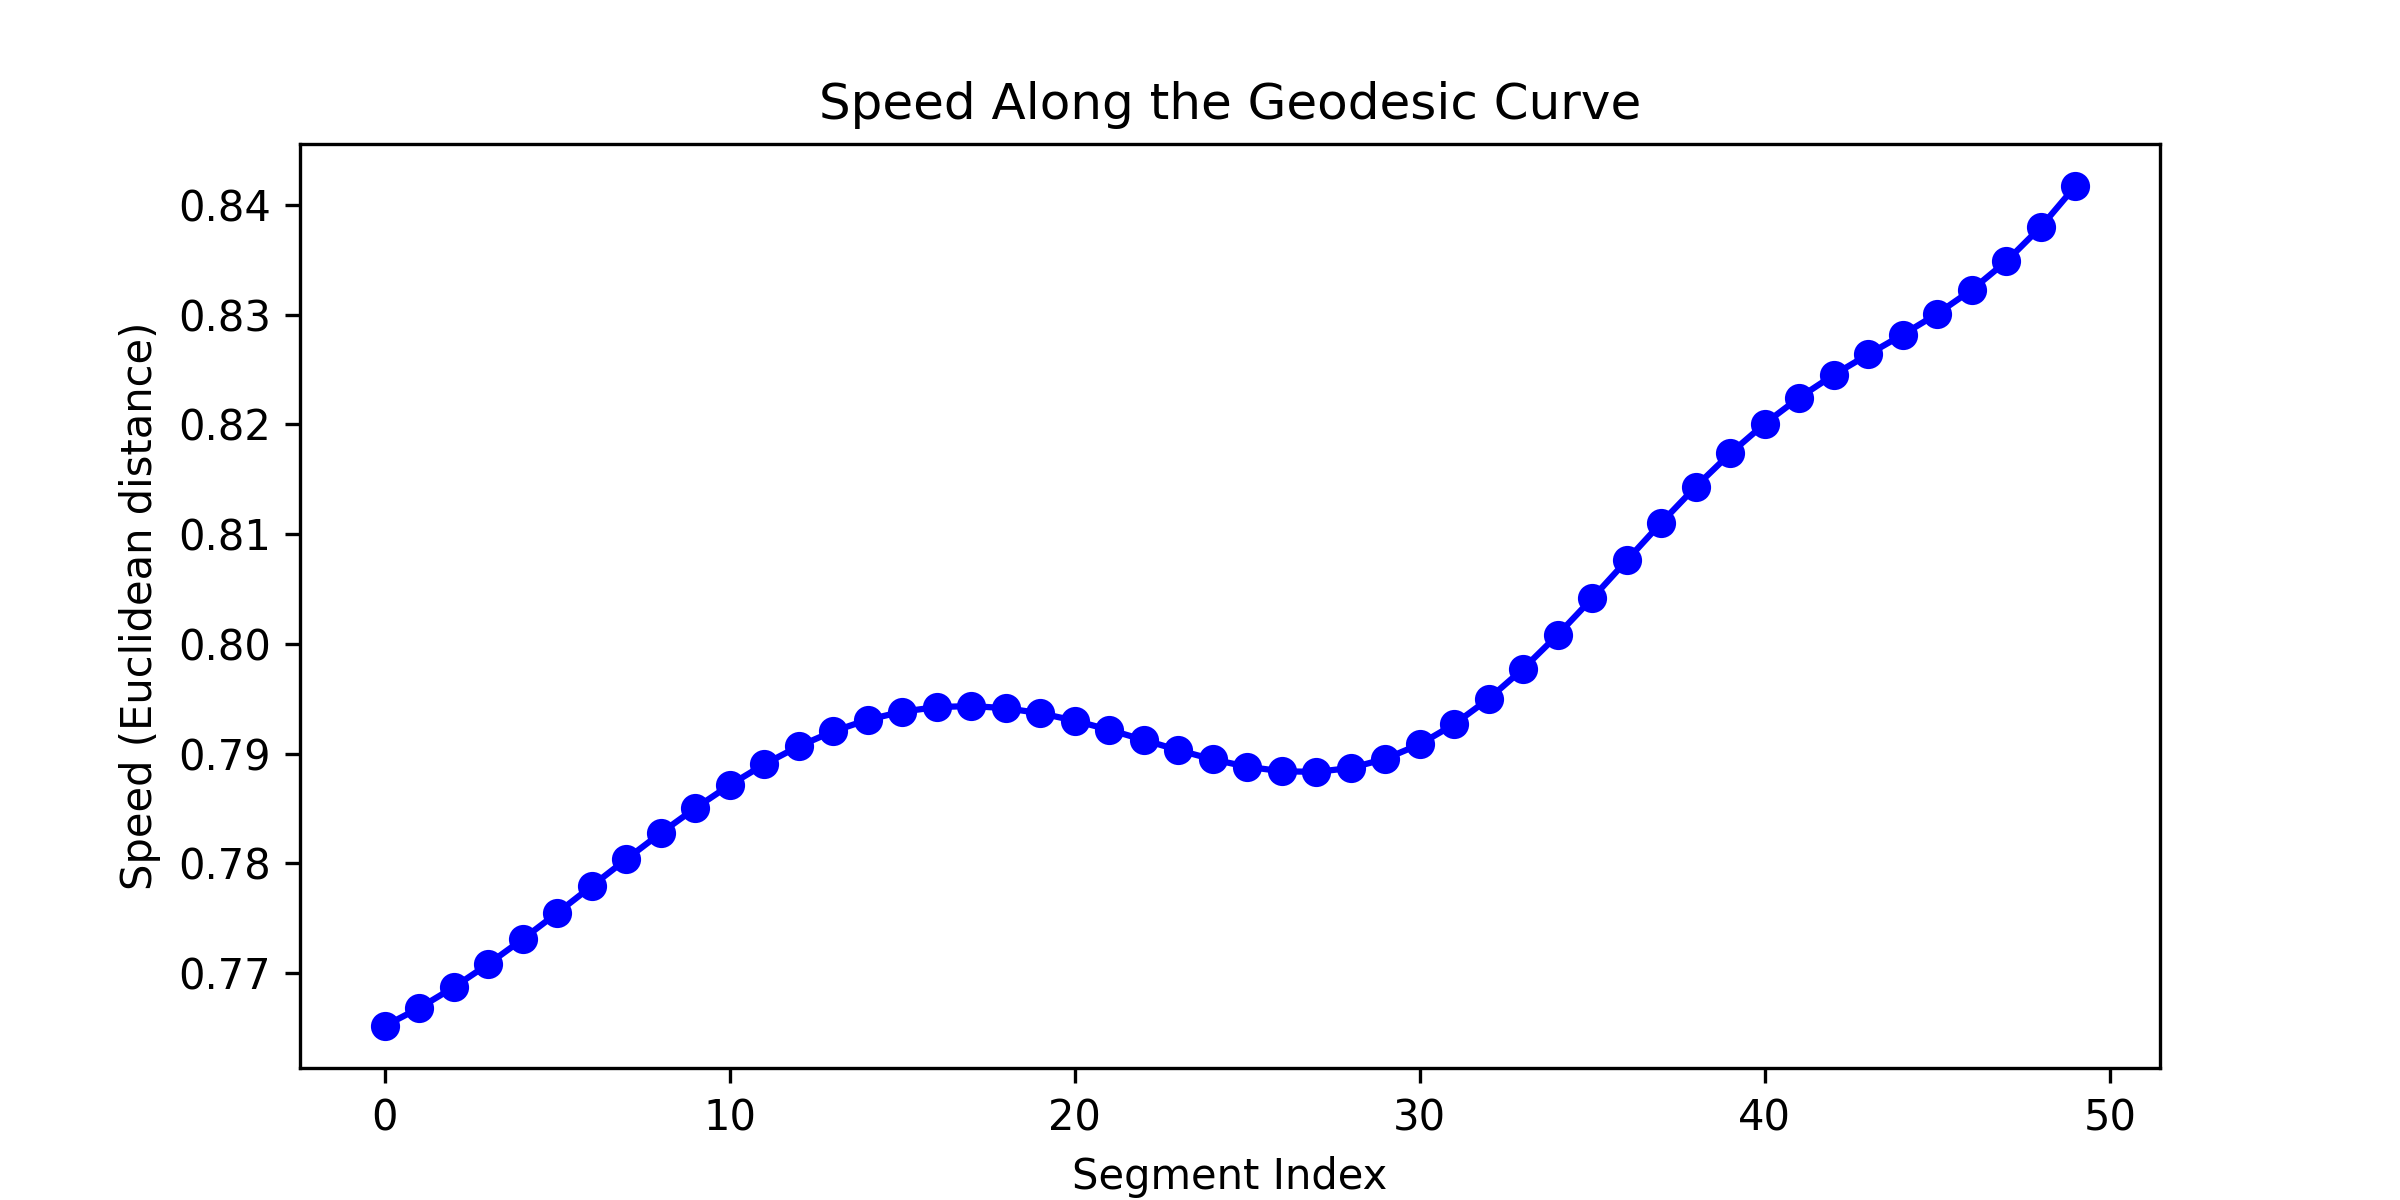 Speed Along the Geodesic Curve
Speed (Euclidean distance)
0.84
0.83
0.82
0.81
0.80
0.79
0.78
0.77
0 10 20 30 40 50
Segment Index